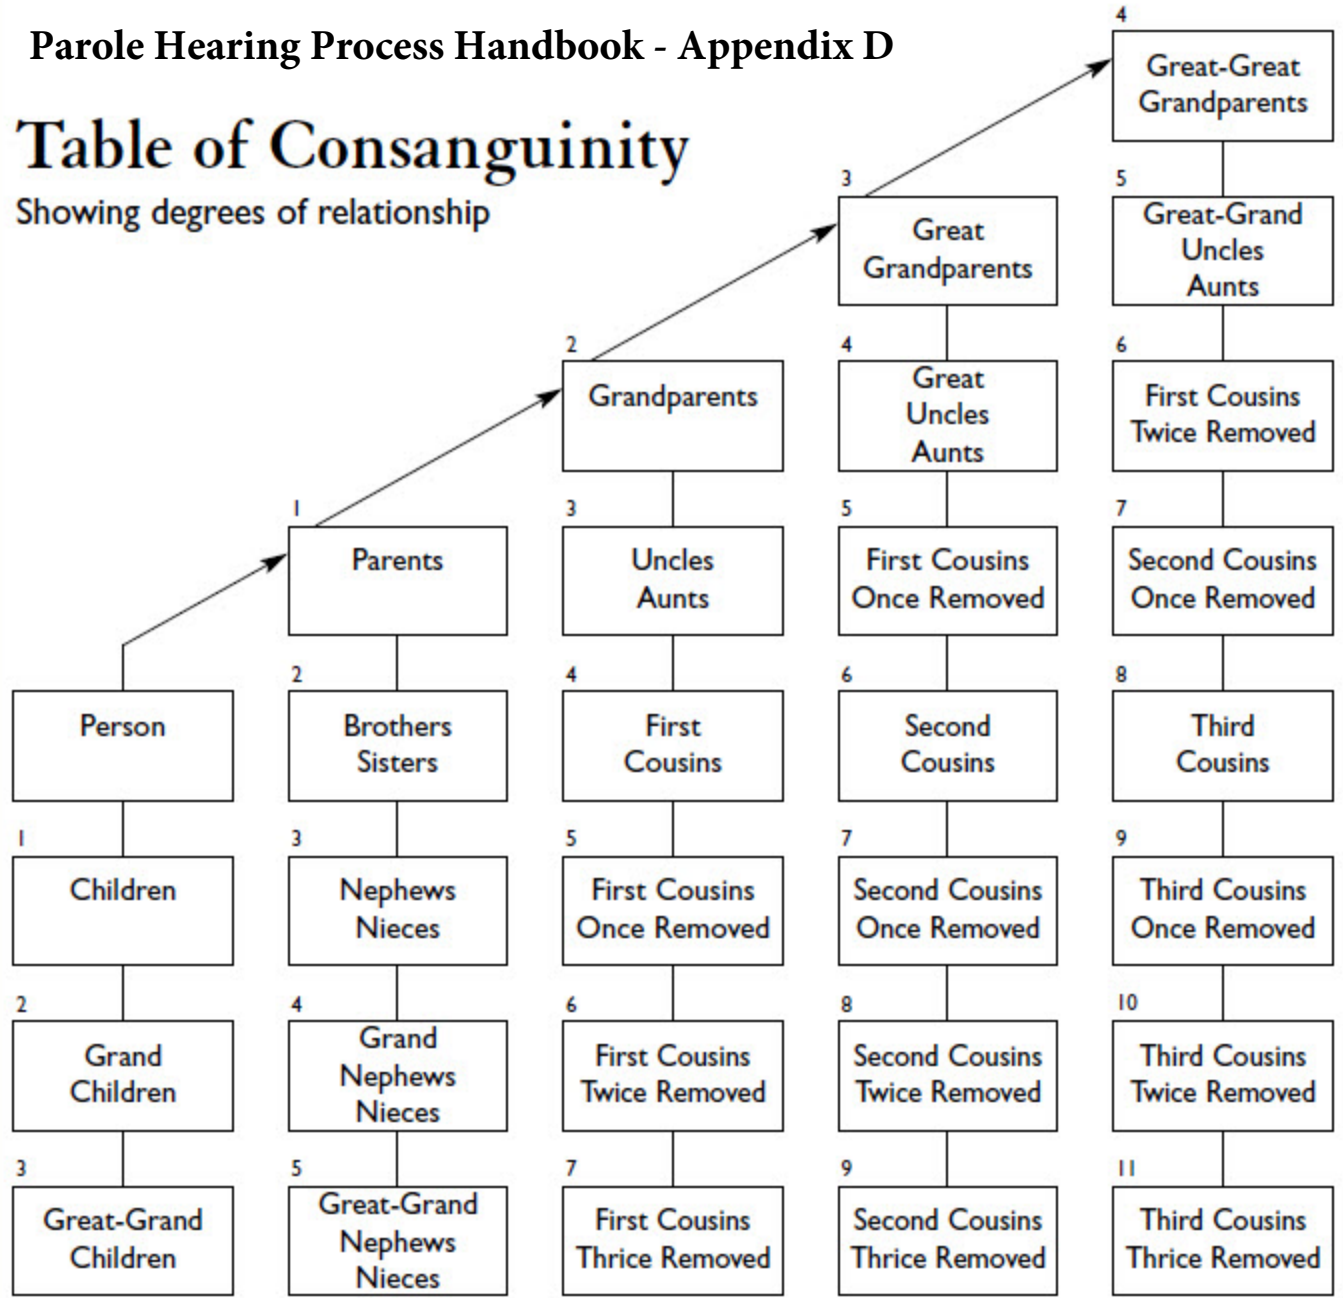 Parole Hearing Process Handbook - Appendix D
Table of Consanguinity
Showing degrees of relationship
4
Great-Great
Grandparents
3
Great
Grandparents
5
Great-Grand
Uncles
Aunts
2
Grandparents
4
Great
Uncles
Aunts
6
First Cousins
Twice Removed
1
Parents
3
Uncles
Aunts
5
First Cousins
Once Removed
7
Second Cousins
Once Removed
Person
2
Brothers
Sisters
4
First
Cousins
6
Second
Cousins
8
Third
Cousins
1
Children
3
Nephews
Nieces
5
First Cousins
Once Removed
7
Second Cousins
Once Removed
9
Third Cousins
Once Removed
2
Grand
Children
4
Grand
Nephews
Nieces
6
First Cousins
Twice Removed
8
Second Cousins
Twice Removed
10
Third Cousins
Twice Removed
3
Great-Grand
Children
5
Great-Grand
Nephews
Nieces
7
First Cousins
Thrice Removed
9
Second Cousins
Thrice Removed
11
Third Cousins
Thrice Removed